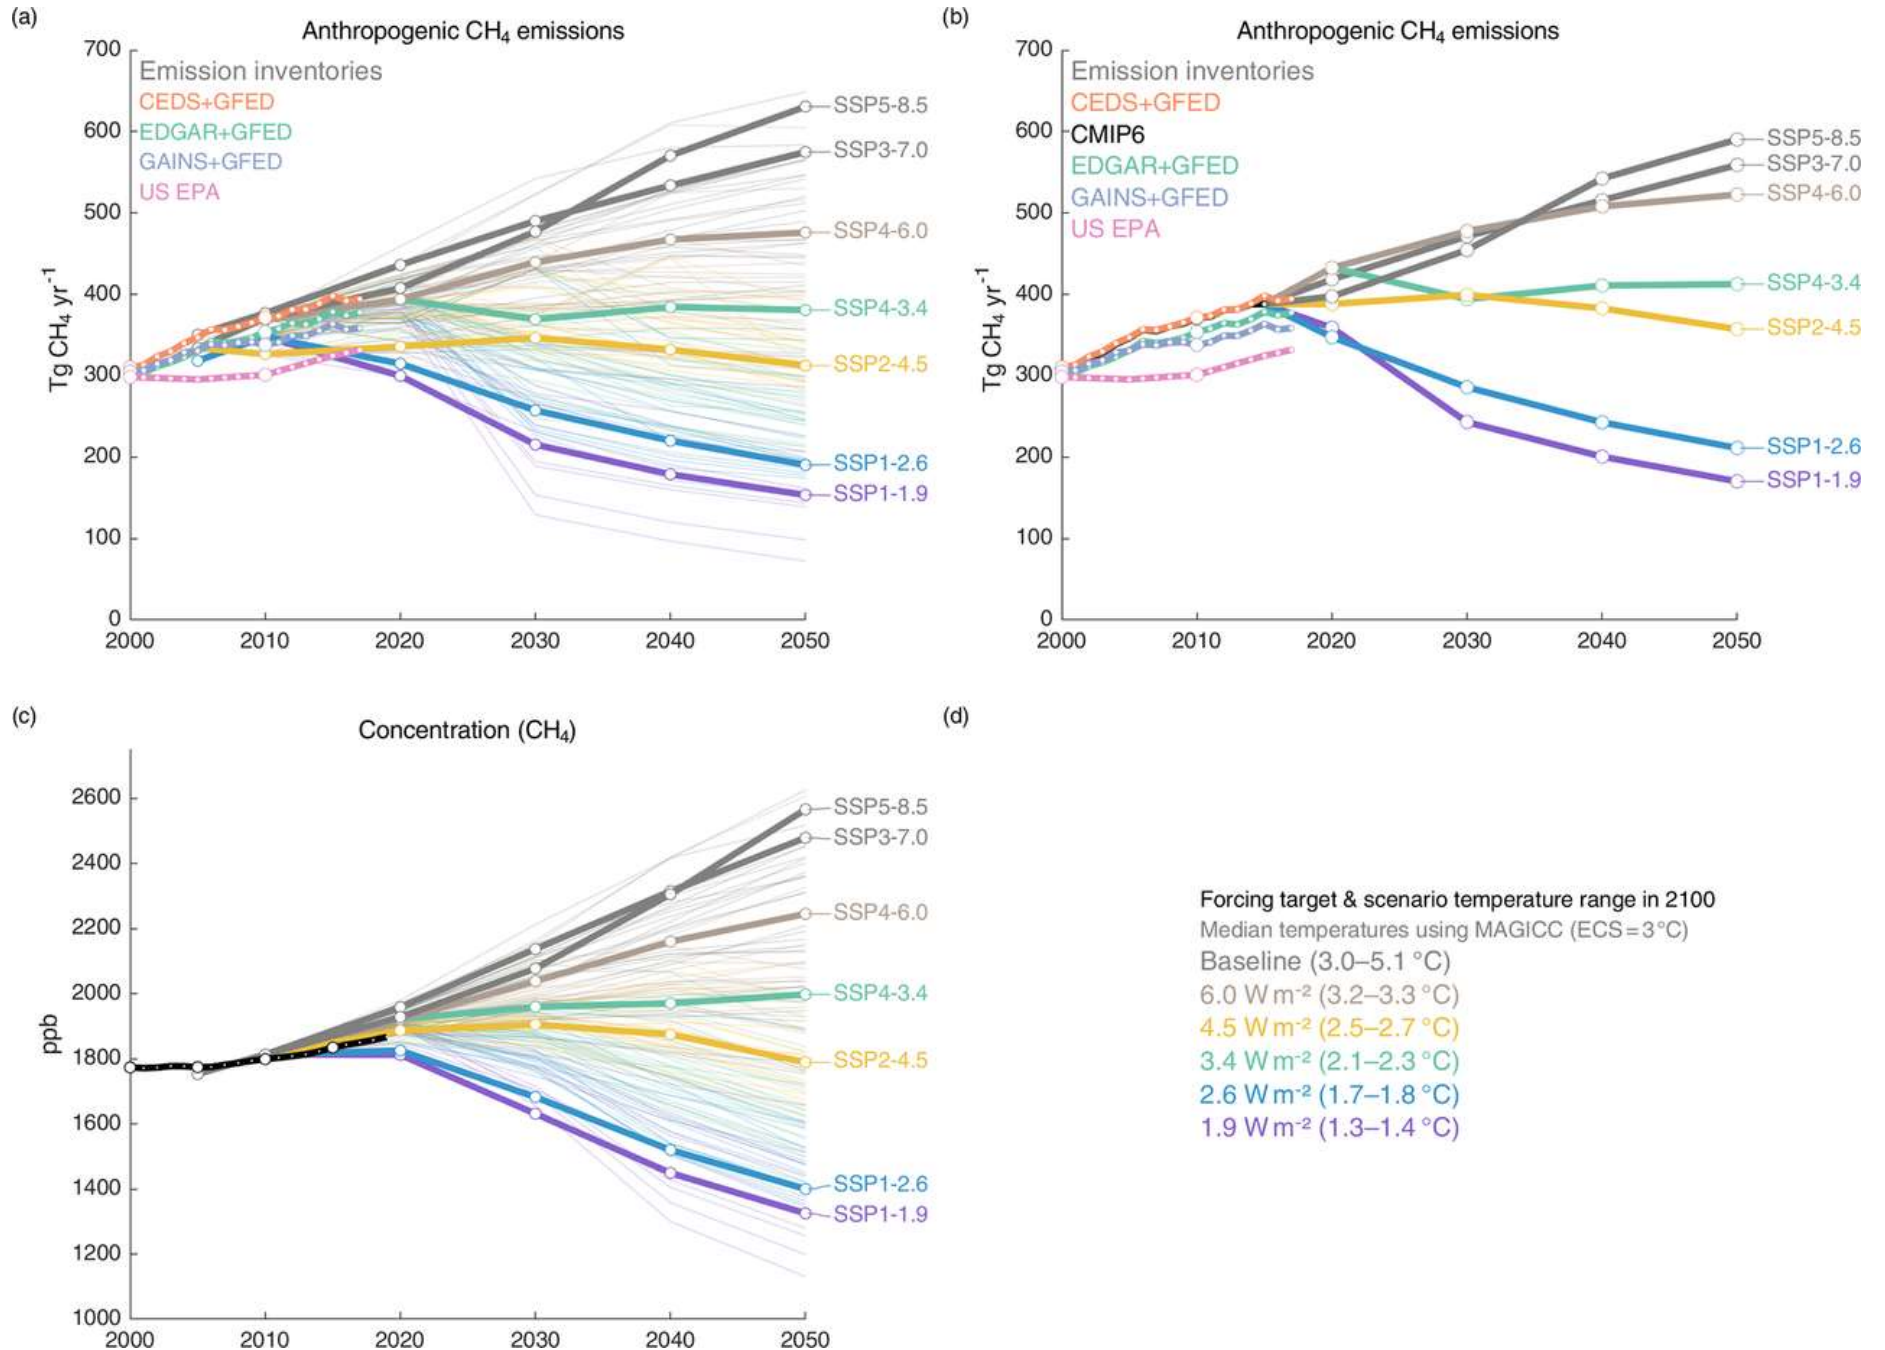 (a)
Anthropogenic CH₄ emissions
700
600
500
400
300
200
100
0
Tg CH₄ yr⁻¹
Emission inventories
CEDS+GFED
EDGAR+GFED
GAINS+GFED
US EPA
SSP5-8.5
SSP3-7.0
SSP4-6.0
SSP4-3.4
SSP2-4.5
SSP1-2.6
SSP1-1.9
2000 2010 2020 2030 2040 2050
(b)
Anthropogenic CH₄ emissions
700
600
500
400
300
200
100
0
Tg CH₄ yr⁻¹
Emission inventories
CEDS+GFED
CMIP6
EDGAR+GFED
GAINS+GFED
US EPA
SSP5-8.5
SSP3-7.0
SSP4-6.0
SSP4-3.4
SSP2-4.5
SSP1-2.6
SSP1-1.9
2000 2010 2020 2030 2040 2050
(c)
Concentration (CH₄)
2600
2400
2200
2000
1800
1600
1400
1200
1000
ppb
SSP5-8.5
SSP3-7.0
SSP4-6.0
SSP4-3.4
SSP2-4.5
SSP1-2.6
SSP1-1.9
2000 2010 2020 2030 2040 2050
(d)
Forcing target & scenario temperature range in 2100
Median temperatures using MAGICC (ECS = 3 °C)
Baseline (3.0–5.1 °C)
6.0 W m⁻² (3.2–3.3 °C)
4.5 W m⁻² (2.5–2.7 °C)
3.4 W m⁻² (2.1–2.3 °C)
2.6 W m⁻² (1.7–1.8 °C)
1.9 W m⁻² (1.3–1.4 °C)